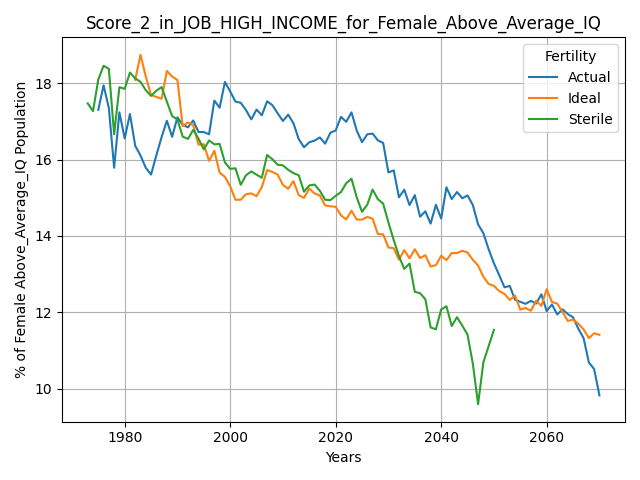 Score_2_in_JOB_HIGH_INCOME_for_Female_Above_Average_IQ
% of Female Above_Average_IQ Population
18
16
14
12
10
Fertility
Actual
Ideal
Sterile
1980
2000
2020
2040
2060
Years